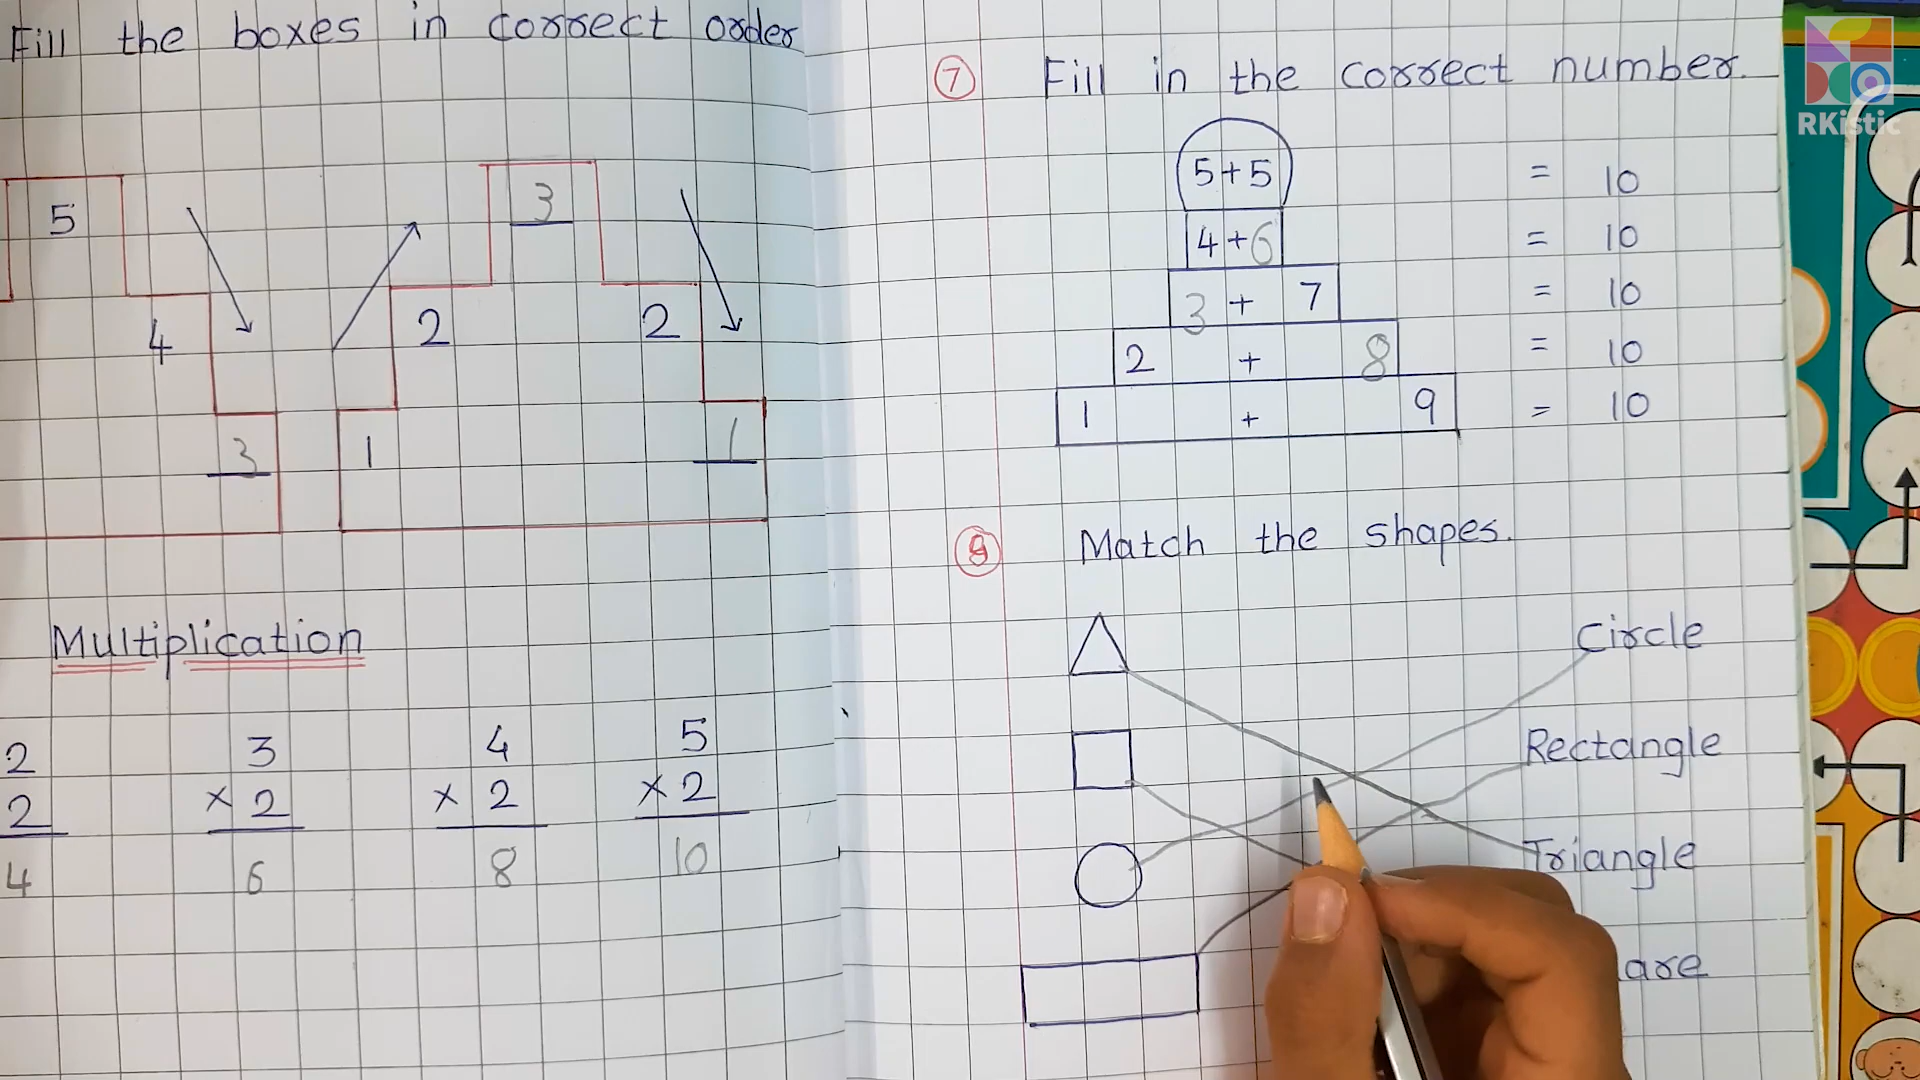 Fill the boxes in correct order
5
4
3
1
2
3
2
1
Multiplication
2
2
4
3
× 2
6
4
× 2
8
5
× 2
10
7 Fill in the correct number.
5+5 = 10
4+6 = 10
3 + 7 = 10
2 + 8 = 10
1 + 9 = 10
Match the shapes.
Circle
Rectangle
Triangle
are
RKistic